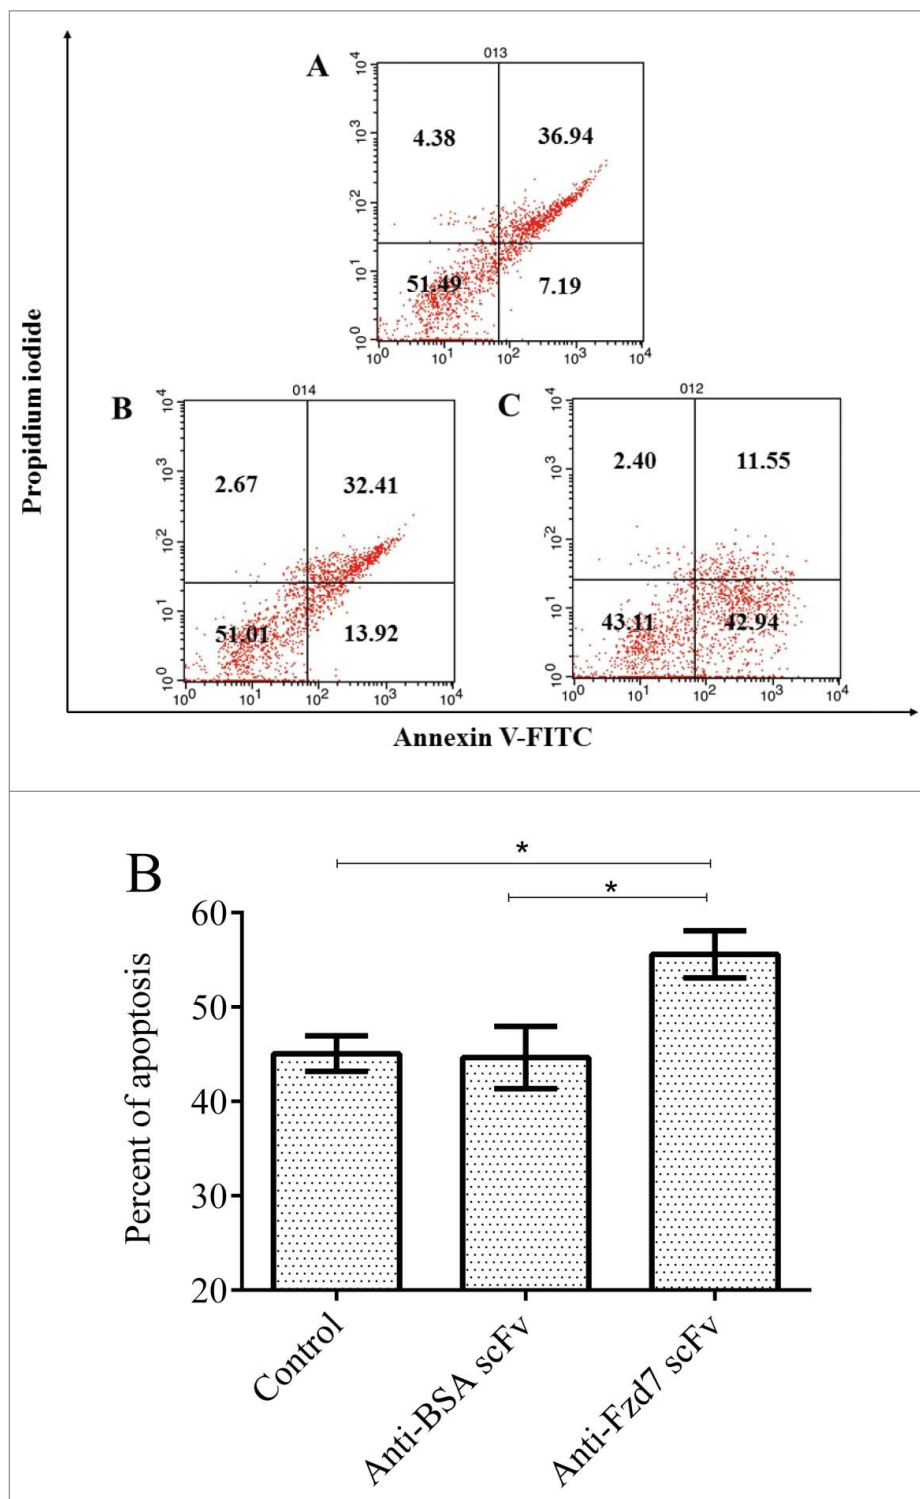 A
013
10^4
10^3
10^2
10^1
10^0
4.38
36.94
51.49
7.19
10^0 10^1 10^2 10^3 10^4
Propidium iodide
B
014
10^4
10^3
10^2
10^1
10^0
2.67
32.41
51.01
13.92
10^0 10^1 10^2 10^3 10^4
C
012
10^4
10^3
10^2
10^1
10^0
2.40
11.55
43.11
42.94
10^0 10^1 10^2 10^3 10^4
Annexin V-FITC
B
*
*
60
50
40
30
20
Percent of apoptosis
Control
Anti-BSA scFv
Anti-Fzd7 scFv